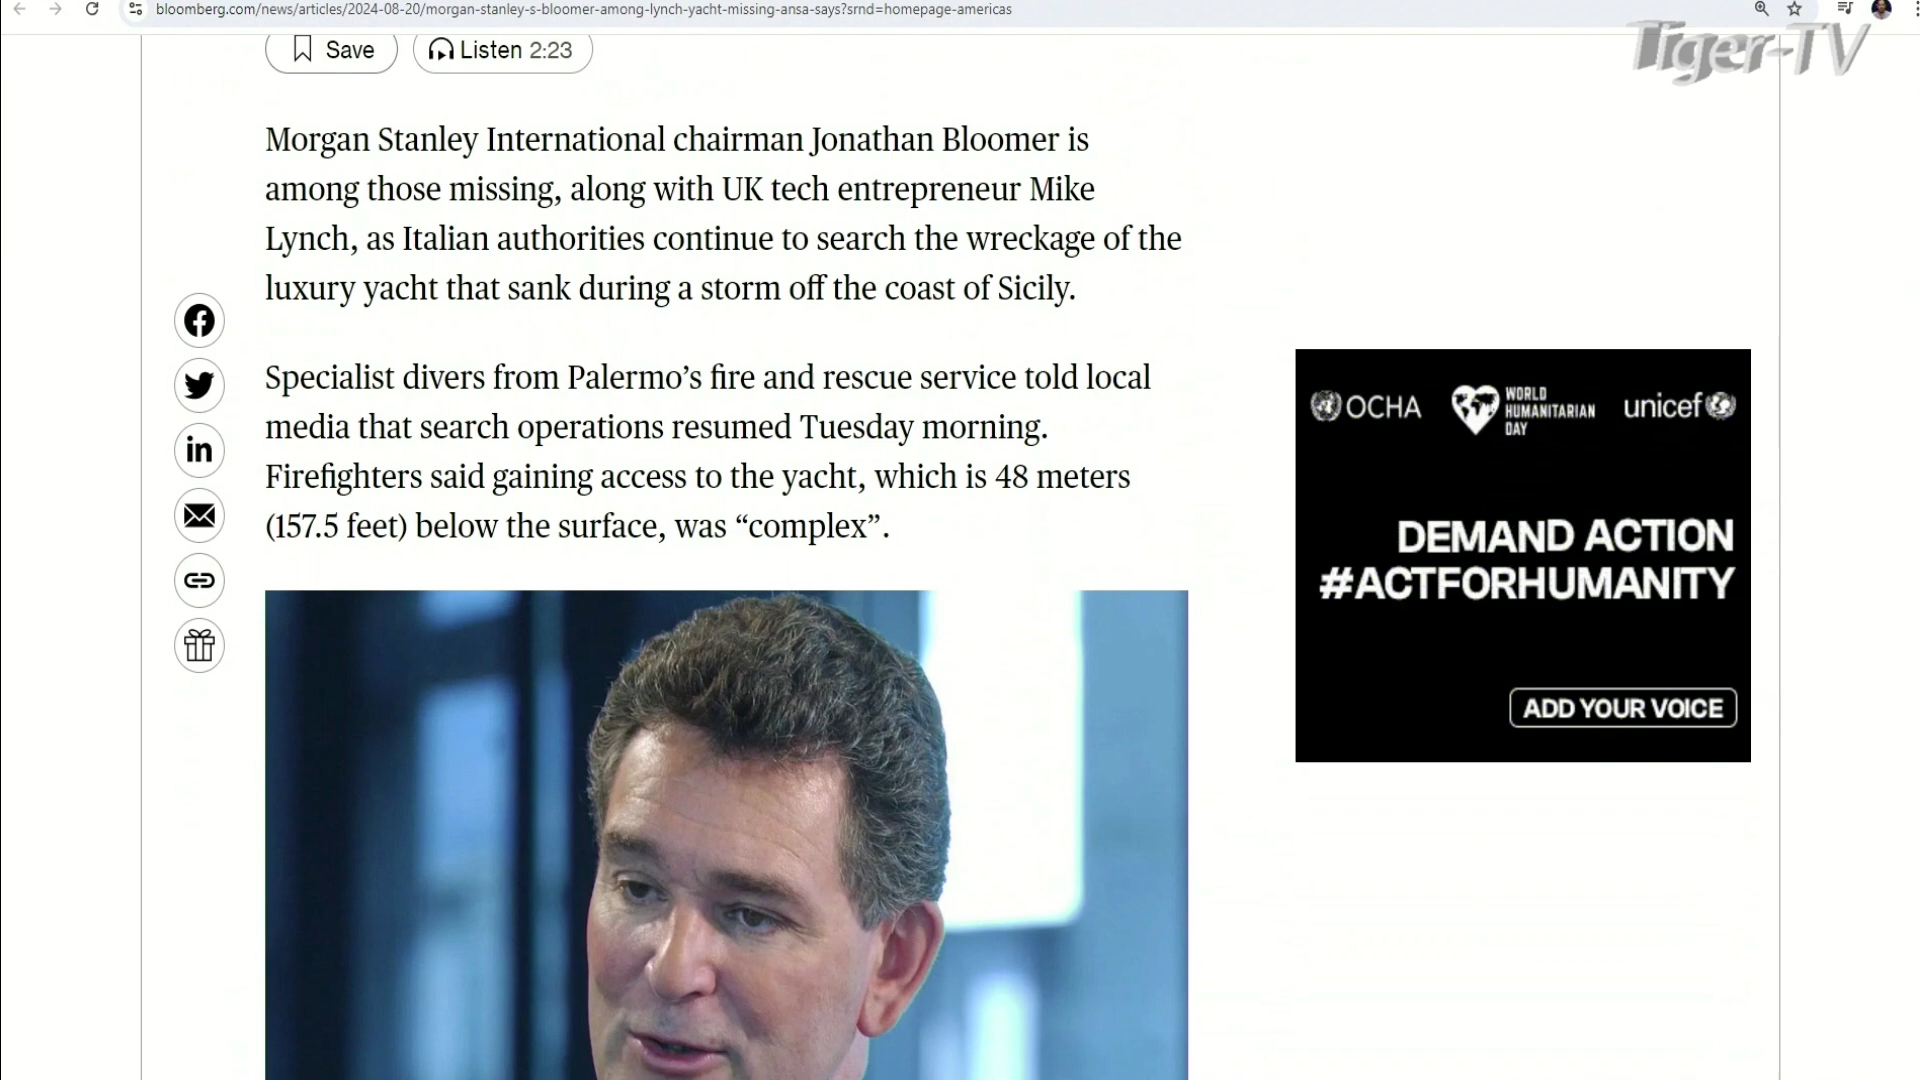 bloomberg.com/news/articles/2024-08-20/morgan-stanley-s-bloomer-among-lynch-yacht-missing-ansa-says?srnd=homepage-americas
Tiger-TV
Save
Listen 2:23
Morgan Stanley International chairman Jonathan Bloomer is
among those missing, along with UK tech entrepreneur Mike
Lynch, as Italian authorities continue to search the wreckage of the
luxury yacht that sank during a storm off the coast of Sicily.
Specialist divers from Palermo’s fire and rescue service told local
media that search operations resumed Tuesday morning.
Firefighters said gaining access to the yacht, which is 48 meters
(157.5 feet) below the surface, was “complex”.
OCHA
WORLD
HUMANITARIAN
DAY
unicef
DEMAND ACTION
#ACTFORHUMANITY
ADD YOUR VOICE